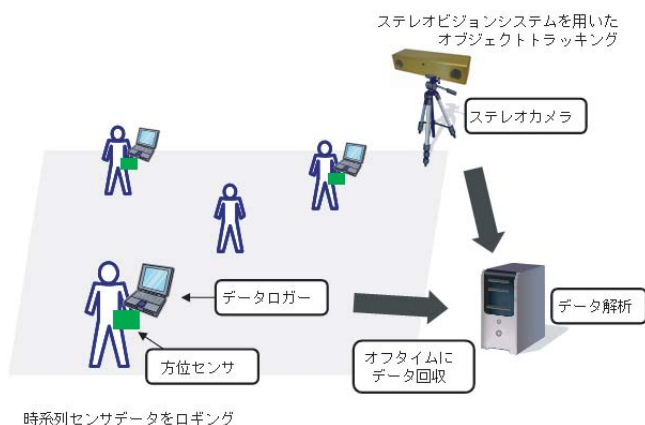 ステレオビジョンシステムを用いた
オブジェクトトラッキング
ステレオカメラ
データロガー
データ解析
方位センサ
オフタイムに
データ回収
時系列センサデータをロギング